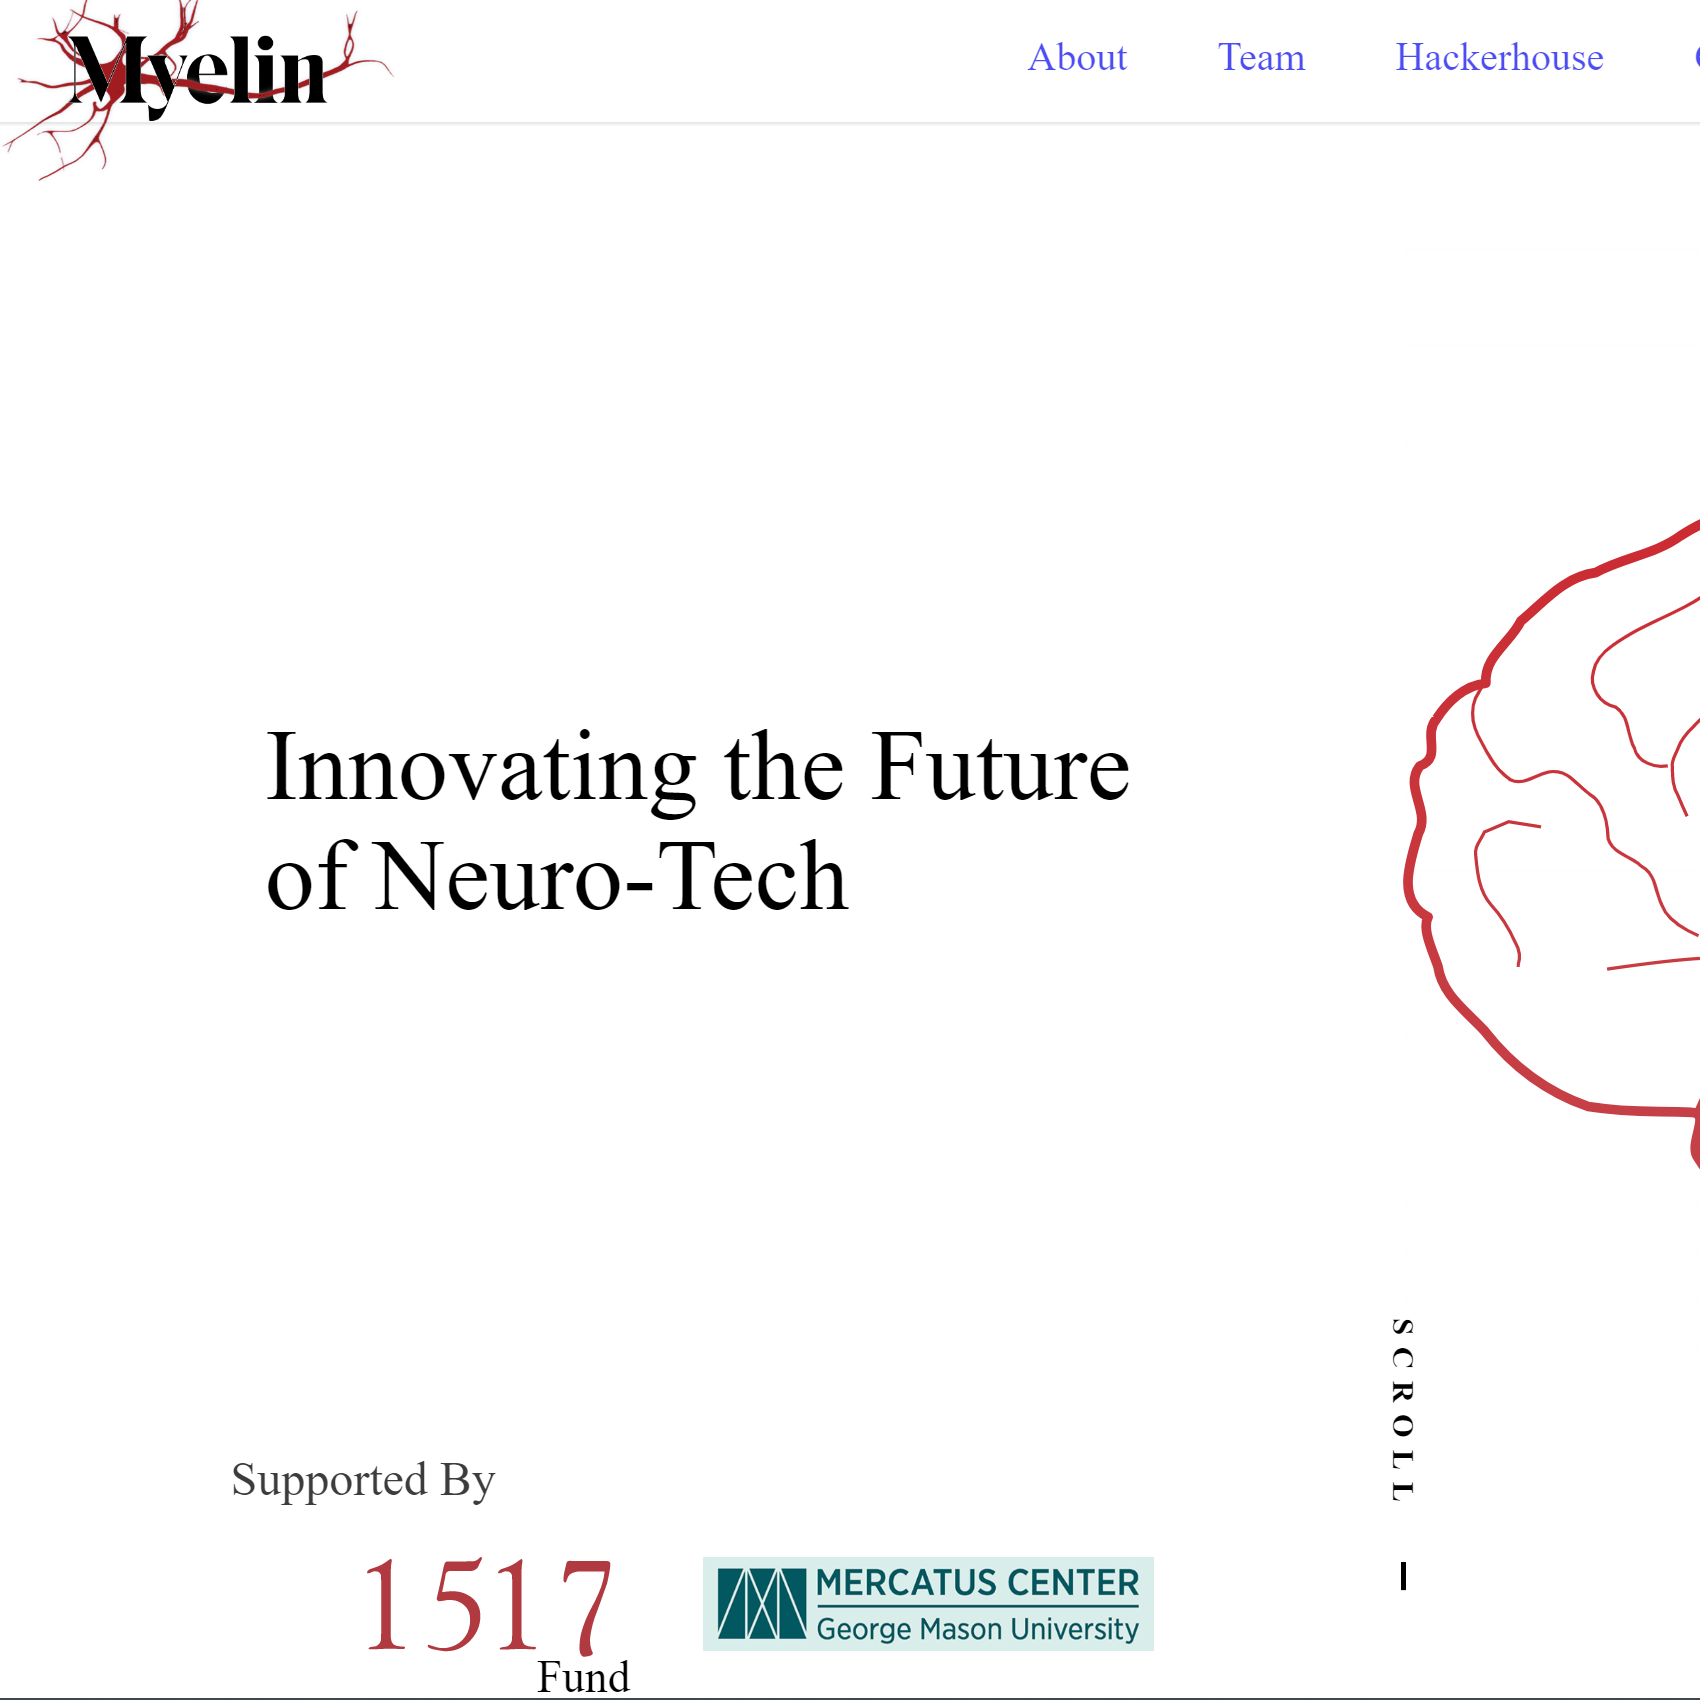 Myelin
About
Team
Hackerhouse
Innovating the Future
of Neuro-Tech
SCROLL
Supported By
1517
Fund
MERCATUS CENTER
George Mason University